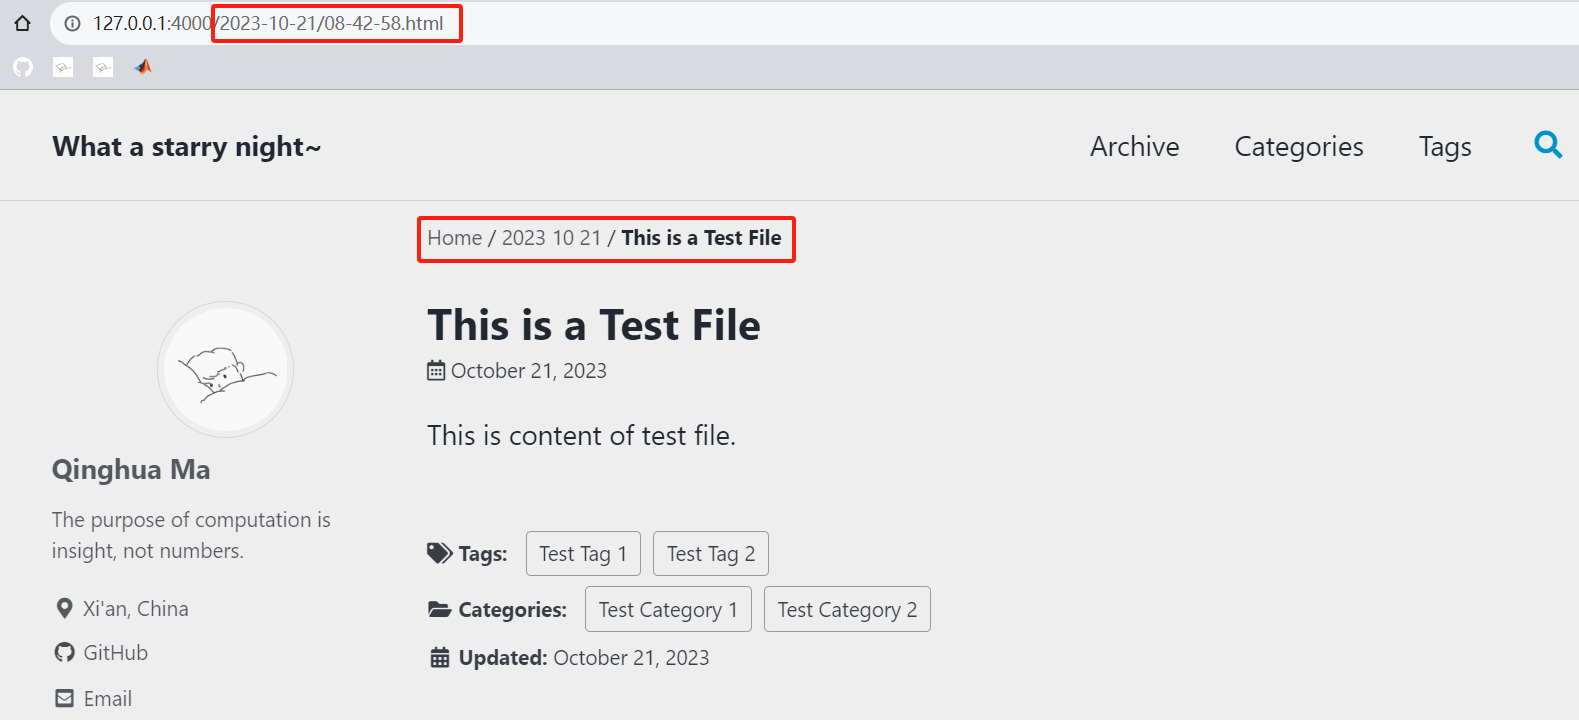 127.0.0.1:4000/2023-10-21/08-42-58.html
What a starry night~
Archive Categories Tags
Home / 2023 10 21 / This is a Test File
This is a Test File
October 21, 2023
This is content of test file.
Qinghua Ma
The purpose of computation is
insight, not numbers.
Xi'an, China
GitHub
Email
Tags: Test Tag 1 Test Tag 2
Categories: Test Category 1 Test Category 2
Updated: October 21, 2023